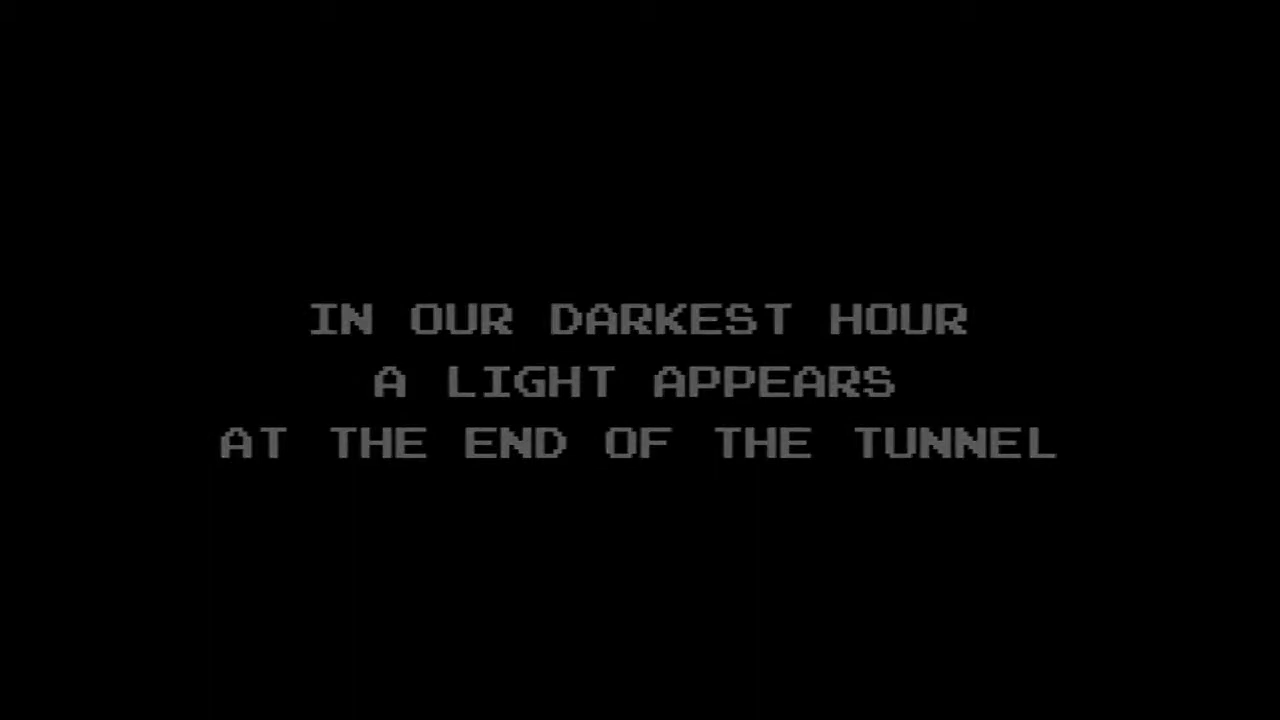 IN OUR DARKEST HOUR
A LIGHT APPEARS
AT THE END OF THE TUNNEL